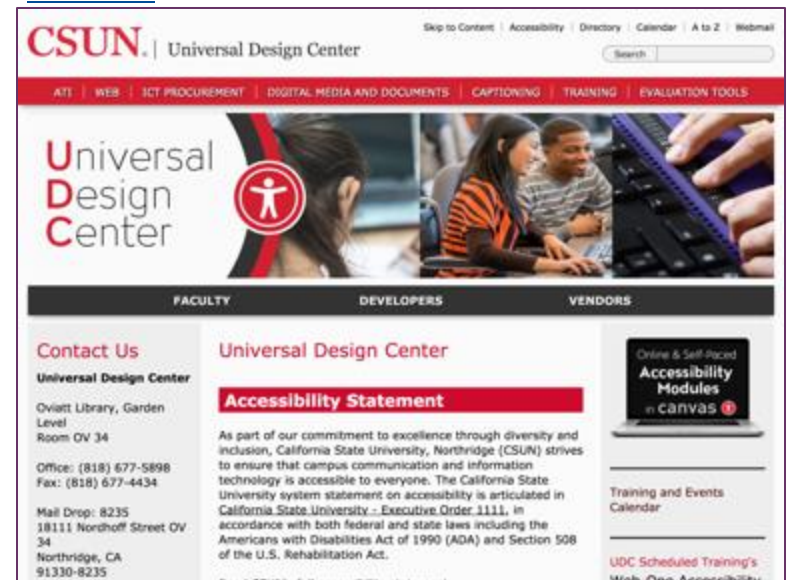 CSUN. | Universal Design Center
Skip to Content | Accessibility | Directory | Calendar | A to Z | Webmail
Search
ATI | WEB | ICT PROCUREMENT | DIGITAL MEDIA AND DOCUMENTS | CAPTIONING | TRAINING | EVALUATION TOOLS
Universal
Design
Center
FACULTY
DEVELOPERS
VENDORS
Contact Us
Universal Design Center
Oviatt Library, Garden
Level
Room OV 34
Office: (818) 677-5898
Fax: (818) 677-4434
Mail Drop: 8235
18111 Nordhoff Street OV
34
Northridge, CA
91330-8235
Universal Design Center
Accessibility Statement
As part of our commitment to excellence through diversity and
inclusion, California State University, Northridge (CSUN) strives
to ensure that campus communication and information
technology is accessible to everyone. The California State
University system statement on accessibility is articulated in
California State University - Executive Order 1111, in
accordance with both federal and state laws including the
Americans with Disabilities Act of 1990 (ADA) and Section 508
of the U.S. Rehabilitation Act.
Online & Self-Paced
Accessibility
Modules
in canvas
Training and Events
Calendar
UDC Scheduled Training's